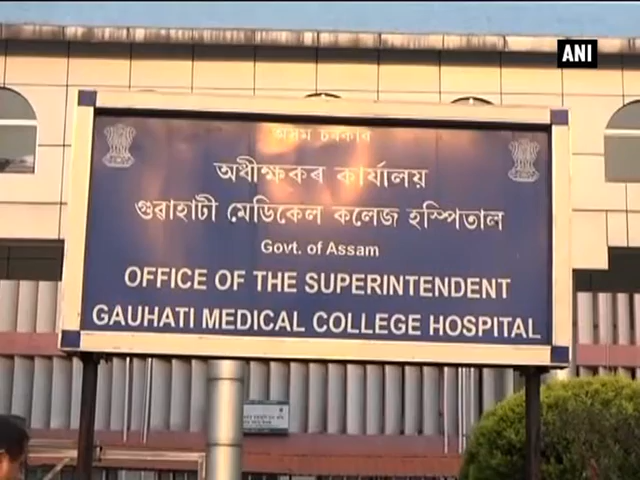 ANI
অসম চৰকাৰ
অধীক্ষকৰ কাৰ্যালয়
গুৱাহাটী মেডিকেল কলেজ হস্পিতাল
Govt. of Assam
OFFICE OF THE SUPERINTENDENT
GAUHATI MEDICAL COLLEGE HOSPITAL